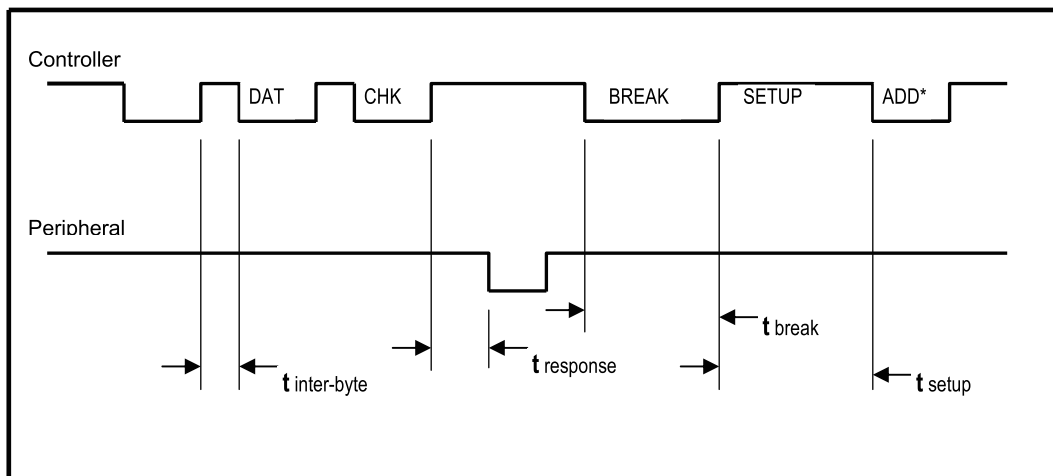 Controller
DAT CHK BREAK SETUP ADD*
Peripheral
t break
t response
t inter-byte
t setup